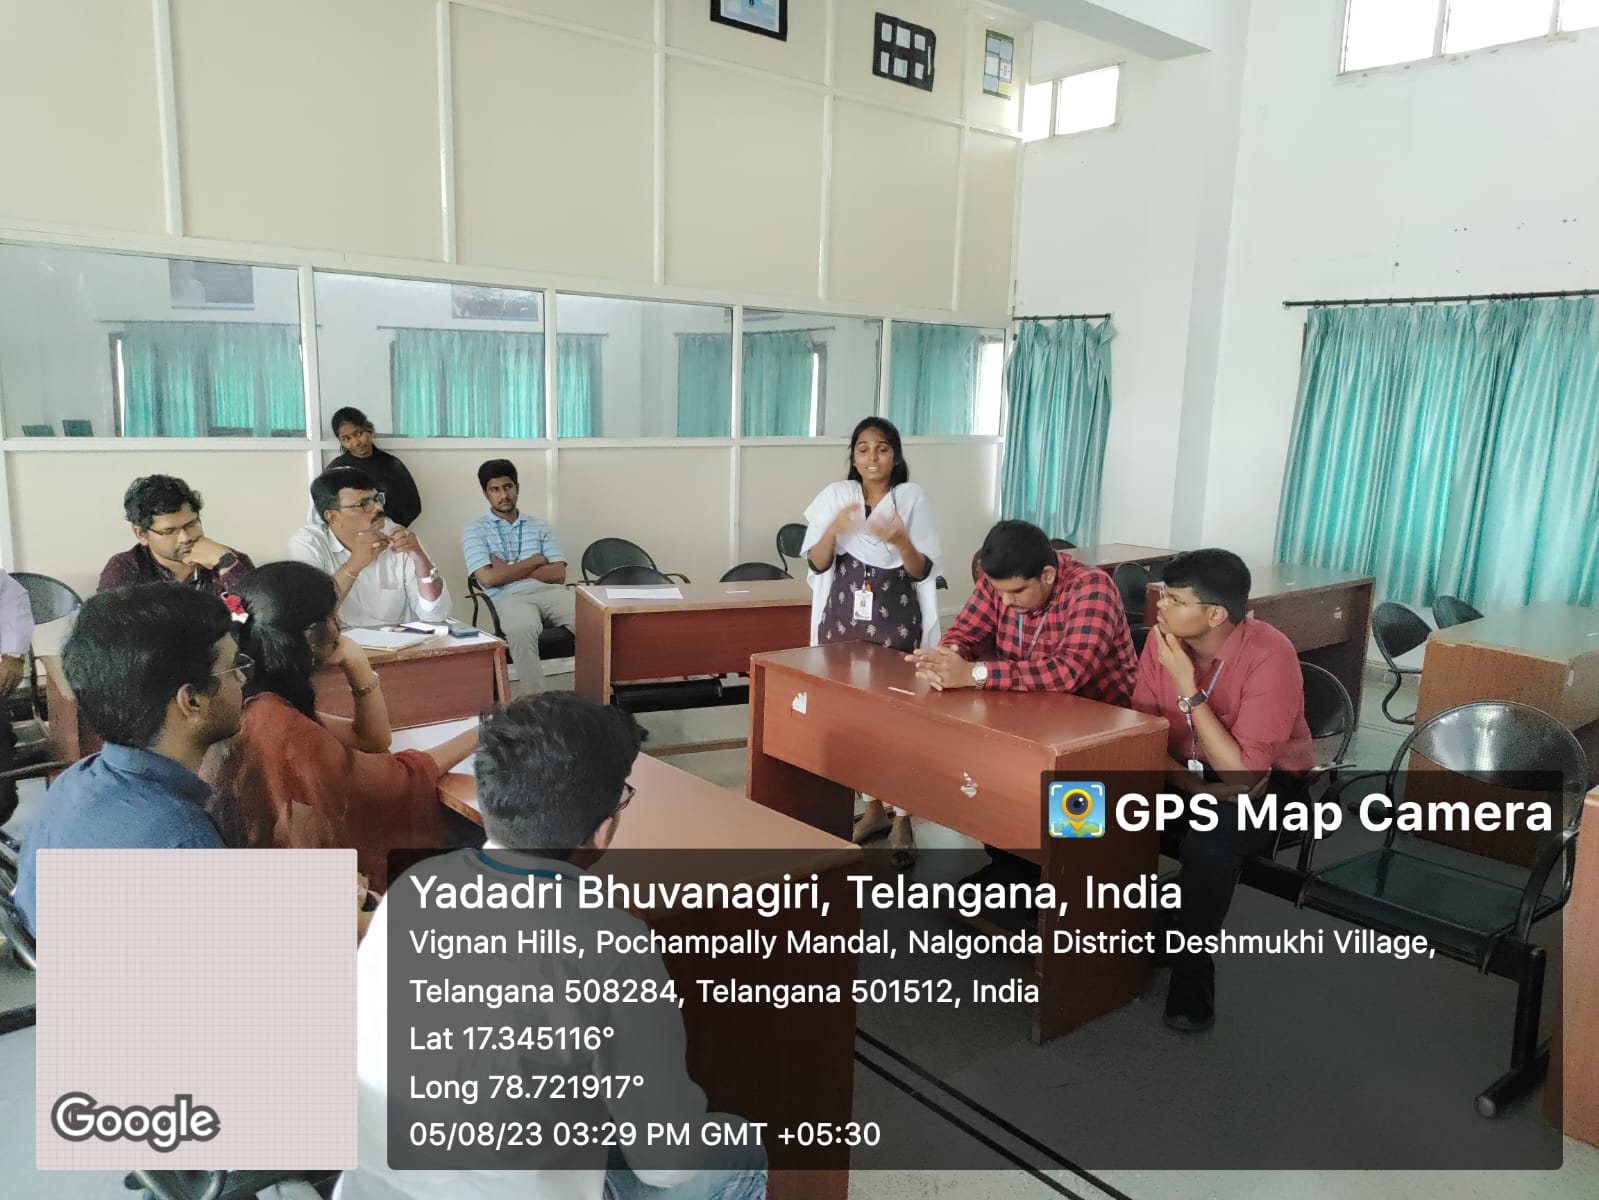 GPS Map Camera
Yadadri Bhuvanagiri, Telangana, India
Vignan Hills, Pochampally Mandal, Nalgonda District Deshmukhi Village,
Telangana 508284, Telangana 501512, India
Lat 17.345116°
Long 78.721917°
05/08/23 03:29 PM GMT +05:30
Google